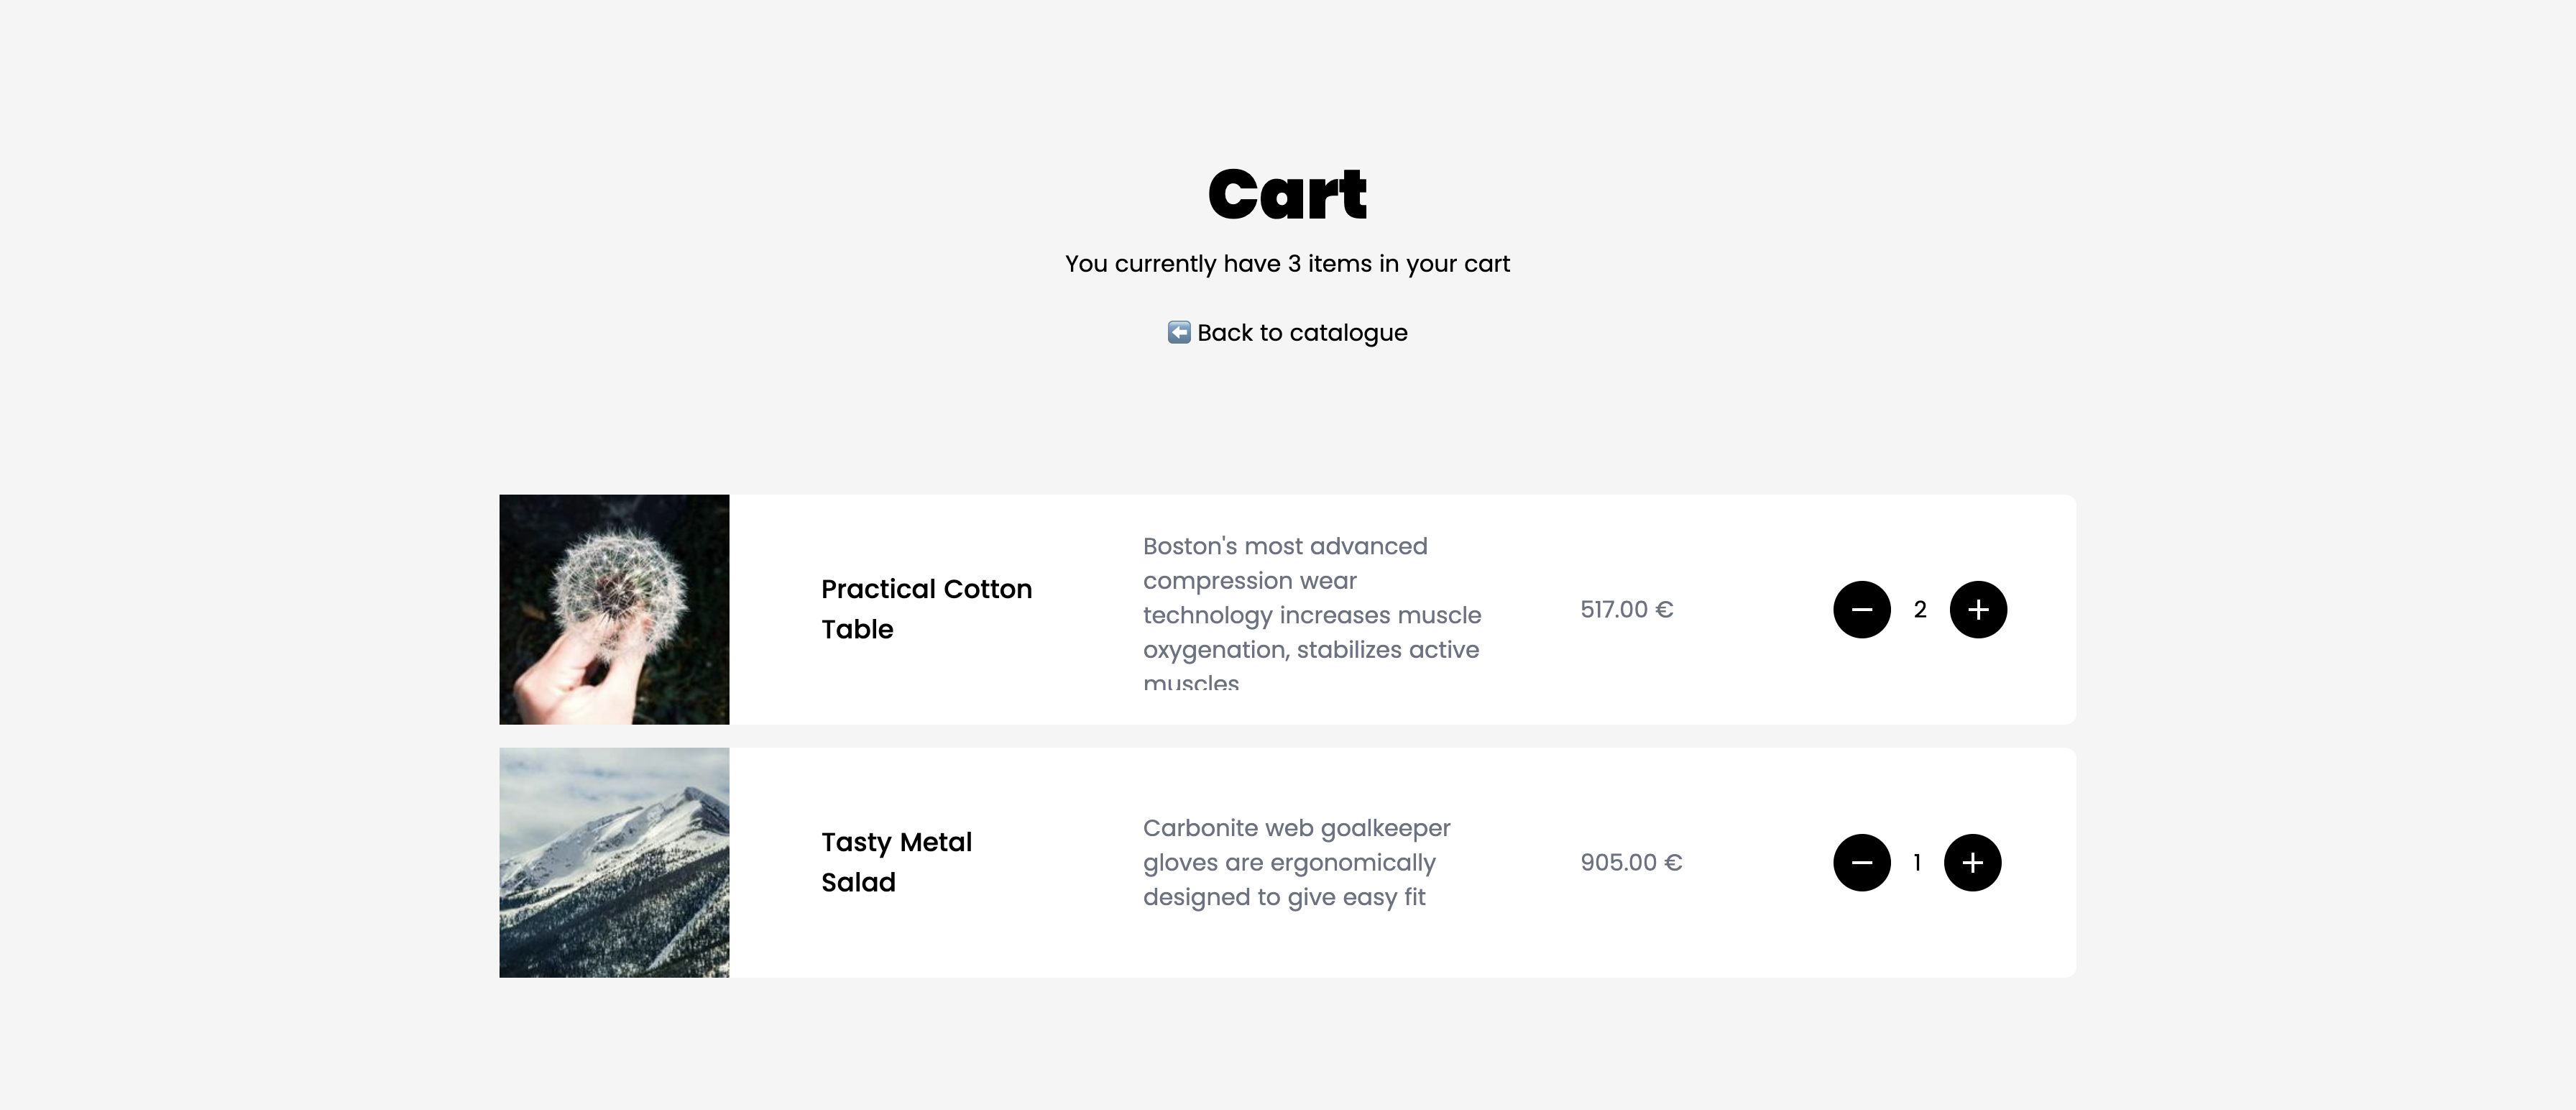 Cart
You currently have 3 items in your cart
⬅️ Back to catalogue
Practical Cotton
Table
Boston's most advanced
compression wear
technology increases muscle
oxygenation, stabilizes active
muscles
517.00 €
2
Tasty Metal
Salad
Carbonite web goalkeeper
gloves are ergonomically
designed to give easy fit
905.00 €
1